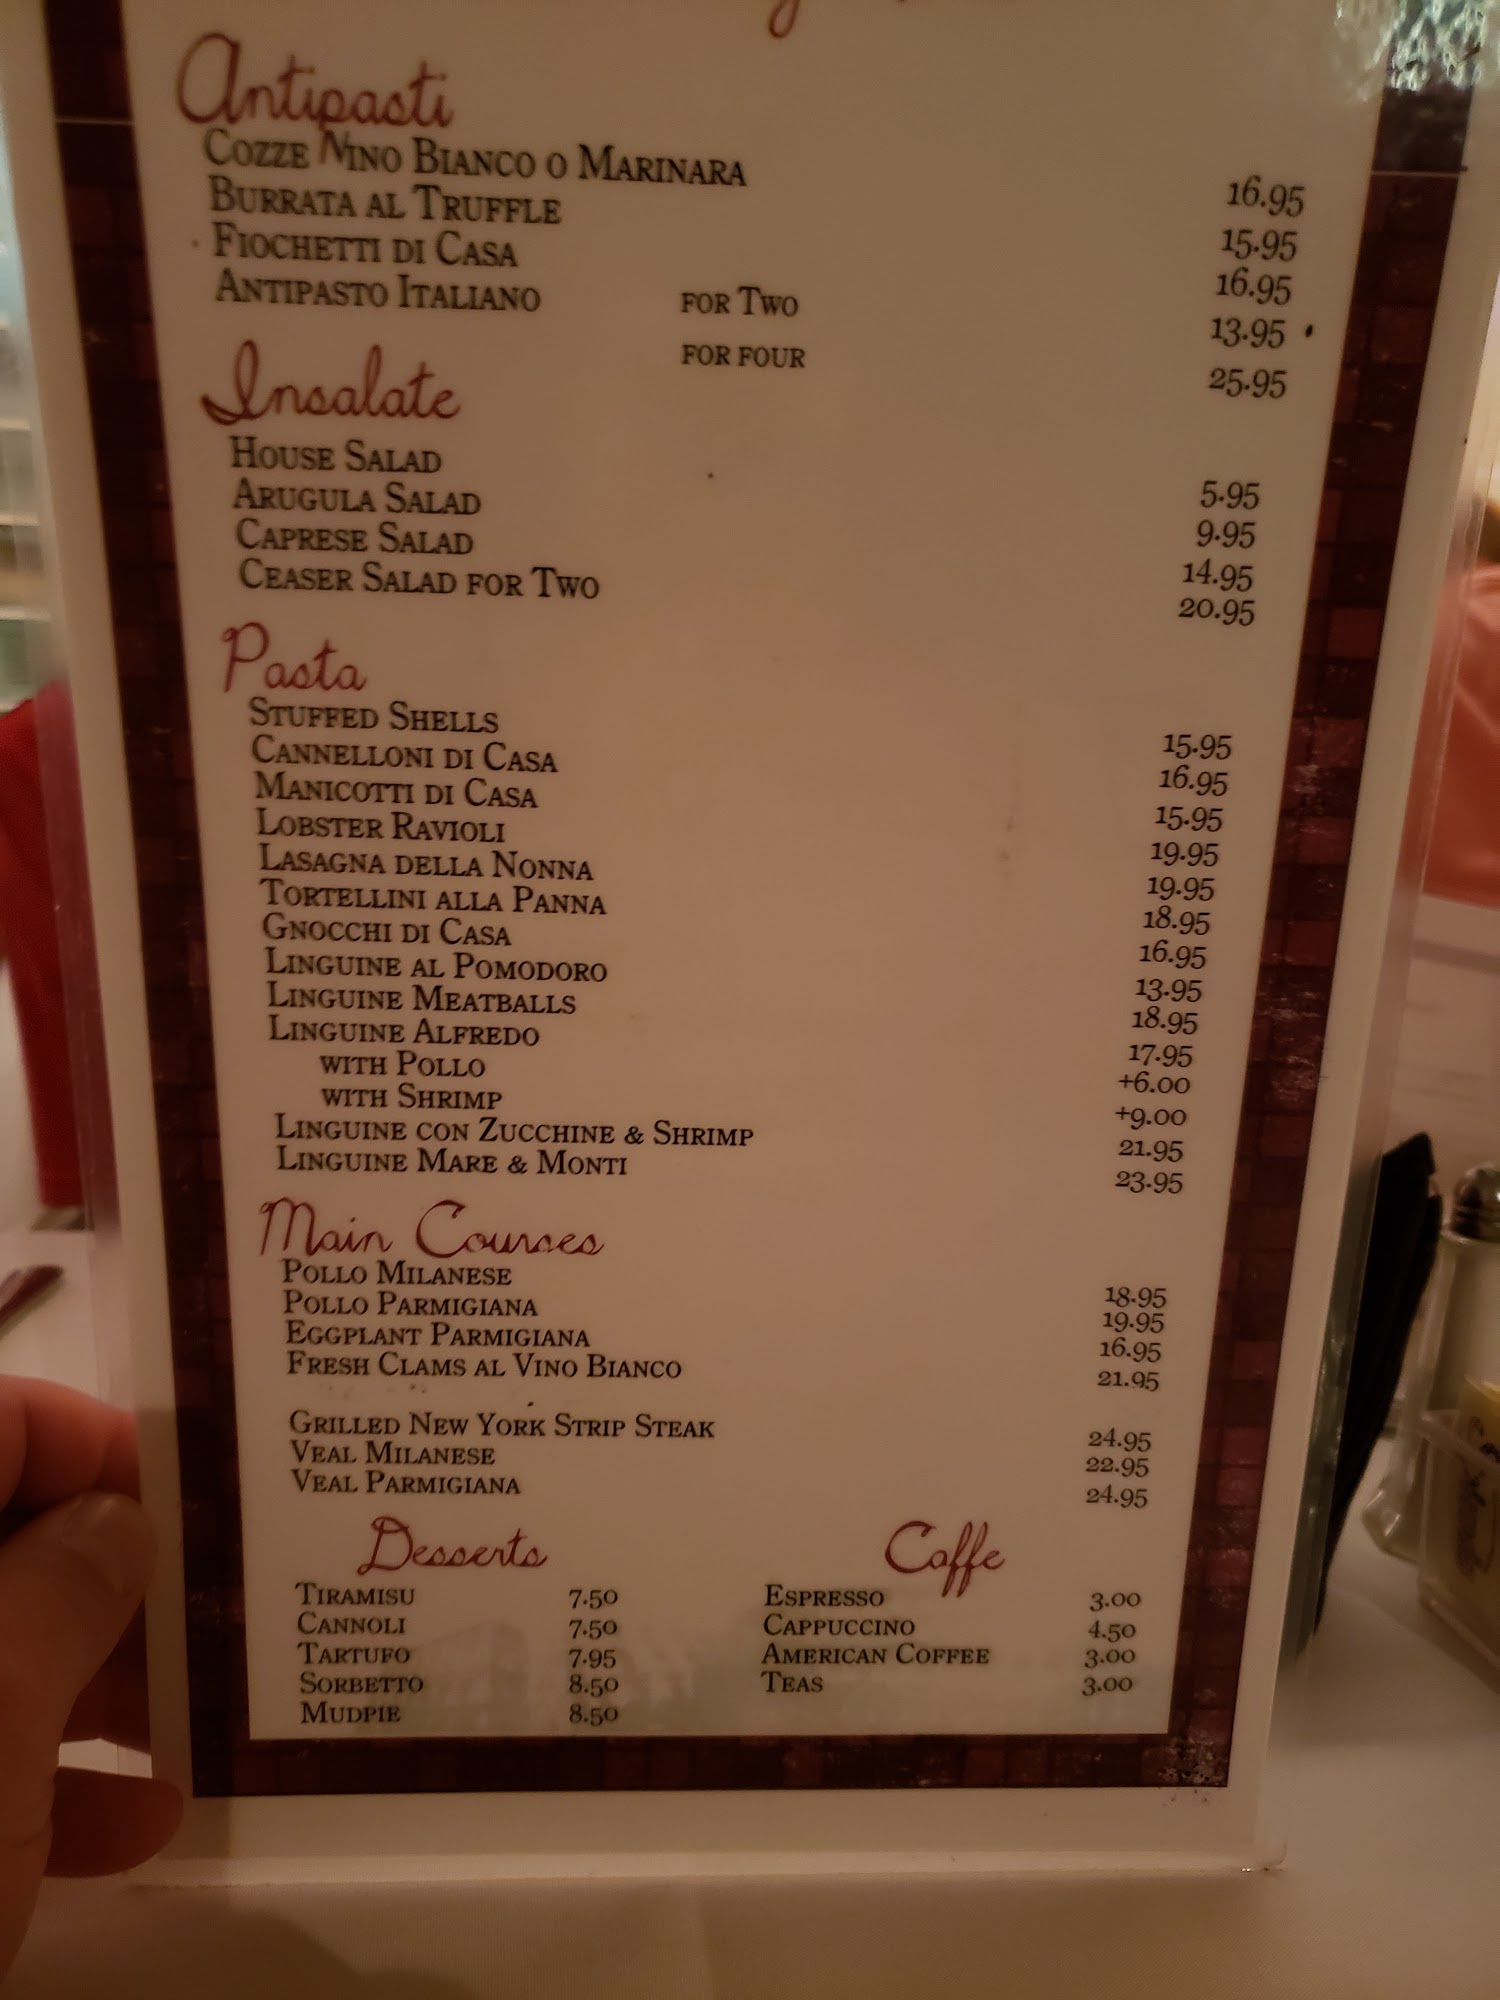 Antipasti
COZZE VINO BIANCO O MARINARA 16.95
BURRATA AL TRUFFLE 15.95
FIOCHETTI DI CASA 16.95
ANTIPASTO ITALIANO FOR TWO 13.95
FOR FOUR 25.95
Insalate
HOUSE SALAD 5.95
ARUGULA SALAD 9.95
CAPRESE SALAD 14.95
CEASER SALAD FOR TWO 20.95
Pasta
STUFFED SHELLS 15.95
CANNELLONI DI CASA 16.95
MANICOTTI DI CASA 15.95
LOBSTER RAVIOLI 19.95
LASAGNA DELLA NONNA 19.95
TORTELLINI ALLA PANNA 18.95
GNOCCHI DI CASA 16.95
LINGUINE AL POMODORO 13.95
LINGUINE MEATBALLS 18.95
LINGUINE ALFREDO 17.95
WITH POLLO +6.00
WITH SHRIMP +9.00
LINGUINE CON ZUCCHINE & SHRIMP 21.95
LINGUINE MARE & MONTI 23.95
Main Courses
POLLO MILANESE 18.95
POLLO PARMIGIANA 19.95
EGGPLANT PARMIGIANA 16.95
FRESH CLAMS AL VINO BIANCO 21.95
GRILLED NEW YORK STRIP STEAK 24.95
VEAL MILANESE 22.95
VEAL PARMIGIANA 24.95
Desserts
TIRAMISU 7.50
CANNOLI 7.50
TARTUFO 7.95
SORBETTO 8.50
MUDPIE 8.50
Caffe
ESPRESSO 3.00
CAPPUCCINO 4.50
AMERICAN COFFEE 3.00
TEAS 3.00